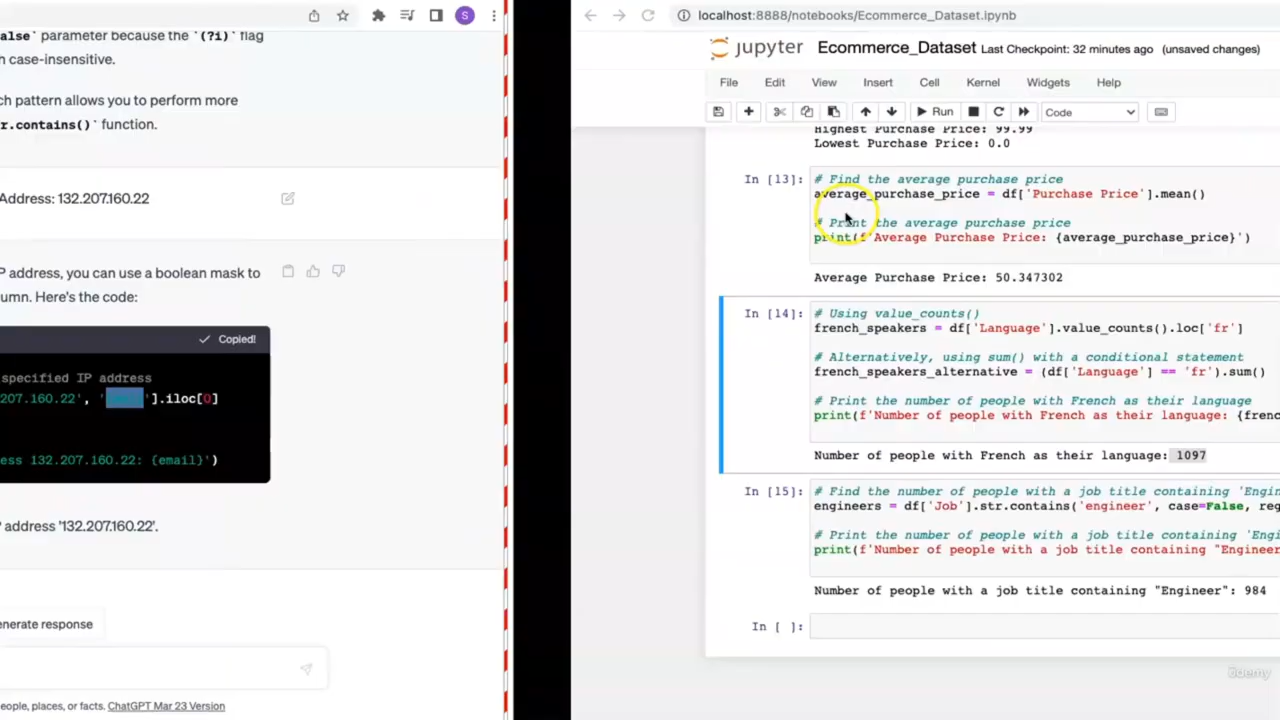 S
alse` parameter because the `(?i)` flag
h case-insensitive.
ch pattern allows you to perform more
r.contains()` function.
Address: 132.207.160.22
P address, you can use a boolean mask to
umn. Here's the code:
Copied!
specified IP address
207.160.22', '    '].iloc[0]
ess 132.207.160.22: {email}')
address '132.207.160.22'.
enerate response
eople, places, or facts. ChatGPT Mar 23 Version
localhost:8888/notebooks/Ecommerce_Dataset.ipynb
jupyter Ecommerce_Dataset Last Checkpoint: 32 minutes ago (unsaved changes)
File Edit View Insert Cell Kernel Widgets Help
Run Code
Highest Purchase Price: 99.99
Lowest Purchase Price: 0.0
In [13]: # Find the average purchase price
average_purchase_price = df['Purchase Price'].mean()
# Print the average purchase price
print(f'Average Purchase Price: {average_purchase_price}')
Average Purchase Price: 50.347302
In [14]: # Using value_counts()
french_speakers = df['Language'].value_counts().loc['fr']
# Alternatively, using sum() with a conditional statement
french_speakers_alternative = (df['Language'] == 'fr').sum()
# Print the number of people with French as their language
print(f'Number of people with French as their language: {frenc
Number of people with French as their language: 1097
In [15]: # Find the number of people with a job title containing 'Engi
engineers = df['Job'].str.contains('engineer', case=False, reg
# Print the number of people with a job title containing 'Engi
print(f'Number of people with a job title containing "Engineer
Number of people with a job title containing "Engineer": 984
In [ ]: